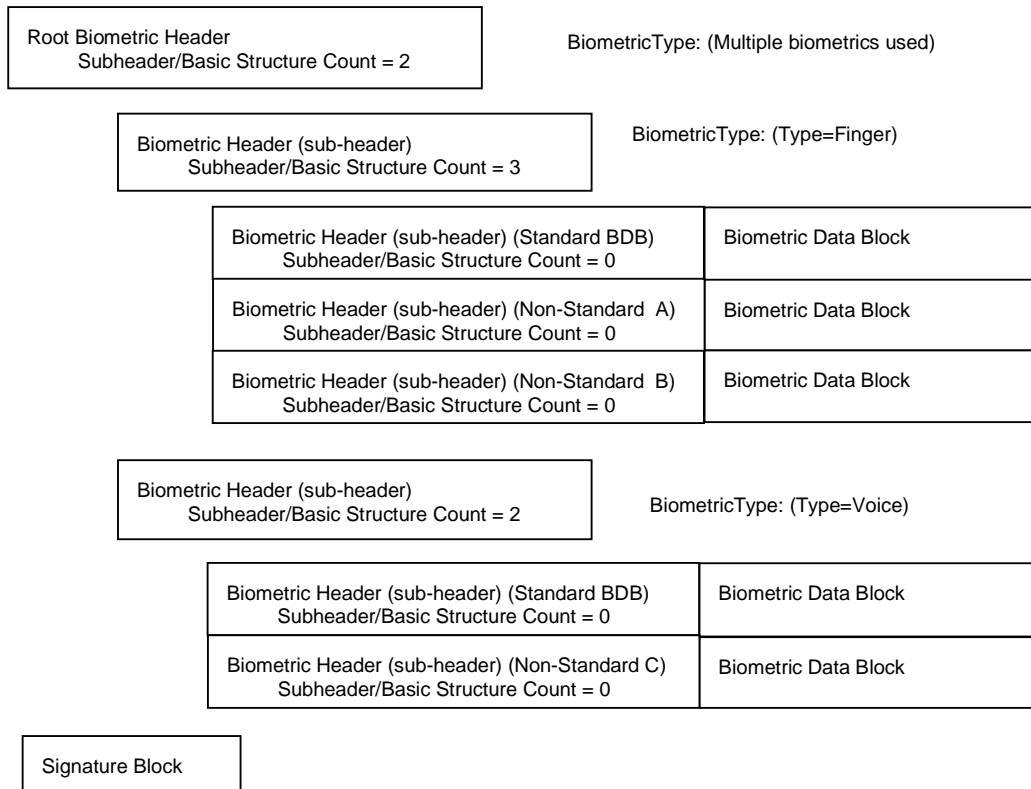 Root Biometric Header
BiometricType: (Multiple biometrics used)
Subheader/Basic Structure Count = 2
Biometric Header (sub-header)
BiometricType: (Type=Finger)
Subheader/Basic Structure Count = 3
Biometric Header (sub-header) (Standard BDB)
Biometric Data Block
Subheader/Basic Structure Count = 0
Biometric Header (sub-header) (Non-Standard  A)
Biometric Data Block
Subheader/Basic Structure Count = 0
Biometric Header (sub-header) (Non-Standard  B)
Biometric Data Block
Subheader/Basic Structure Count = 0
Biometric Header (sub-header)
BiometricType: (Type=Voice)
Subheader/Basic Structure Count = 2
Biometric Header (sub-header) (Standard BDB)
Biometric Data Block
Subheader/Basic Structure Count = 0
Biometric Header (sub-header) (Non-Standard C)
Biometric Data Block
Subheader/Basic Structure Count = 0
Signature Block